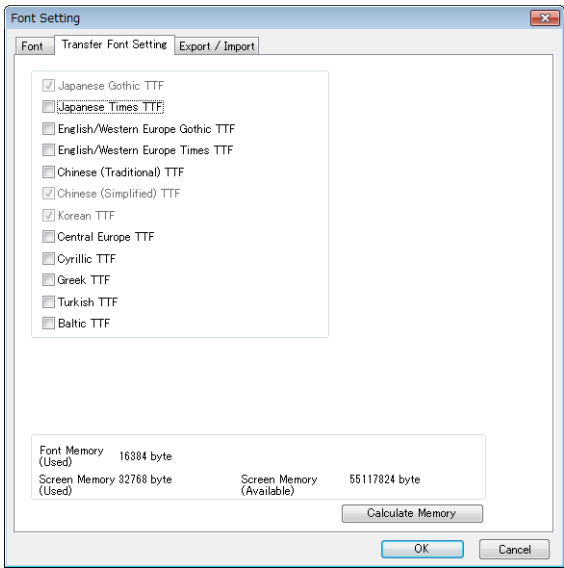 Font Setting
Font Transfer Font Setting Export / Import
Japanese Gothic TTF
Japanese Times TTF
English/Western Europe Gothic TTF
English/Western Europe Times TTF
Chinese (Traditional) TTF
Chinese (Simplified) TTF
Korean TTF
Central Europe TTF
Cyrillic TTF
Greek TTF
Turkish TTF
Baltic TTF
Font Memory
(Used) 16384 byte
Screen Memory 32768 byte Screen Memory 55117824 byte
(Used) (Available)
Calculate Memory
OK Cancel